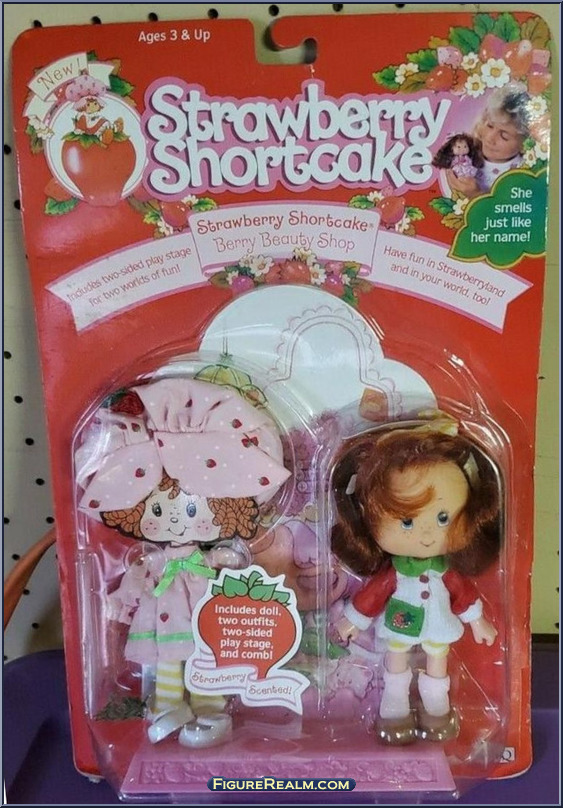 Ages 3 & Up
New!
Strawberry
Shortcake
She
smells
just like
her name!
Strawberry Shortcake®
Berry Beauty Shop
Includes two-sided play stage
for two worlds of fun!
Have fun in Strawberryland
and in your world, too!
Includes doll,
two outfits,
two-sided
play stage,
and comb!
Strawberry
Scented!
FigureRealm.com